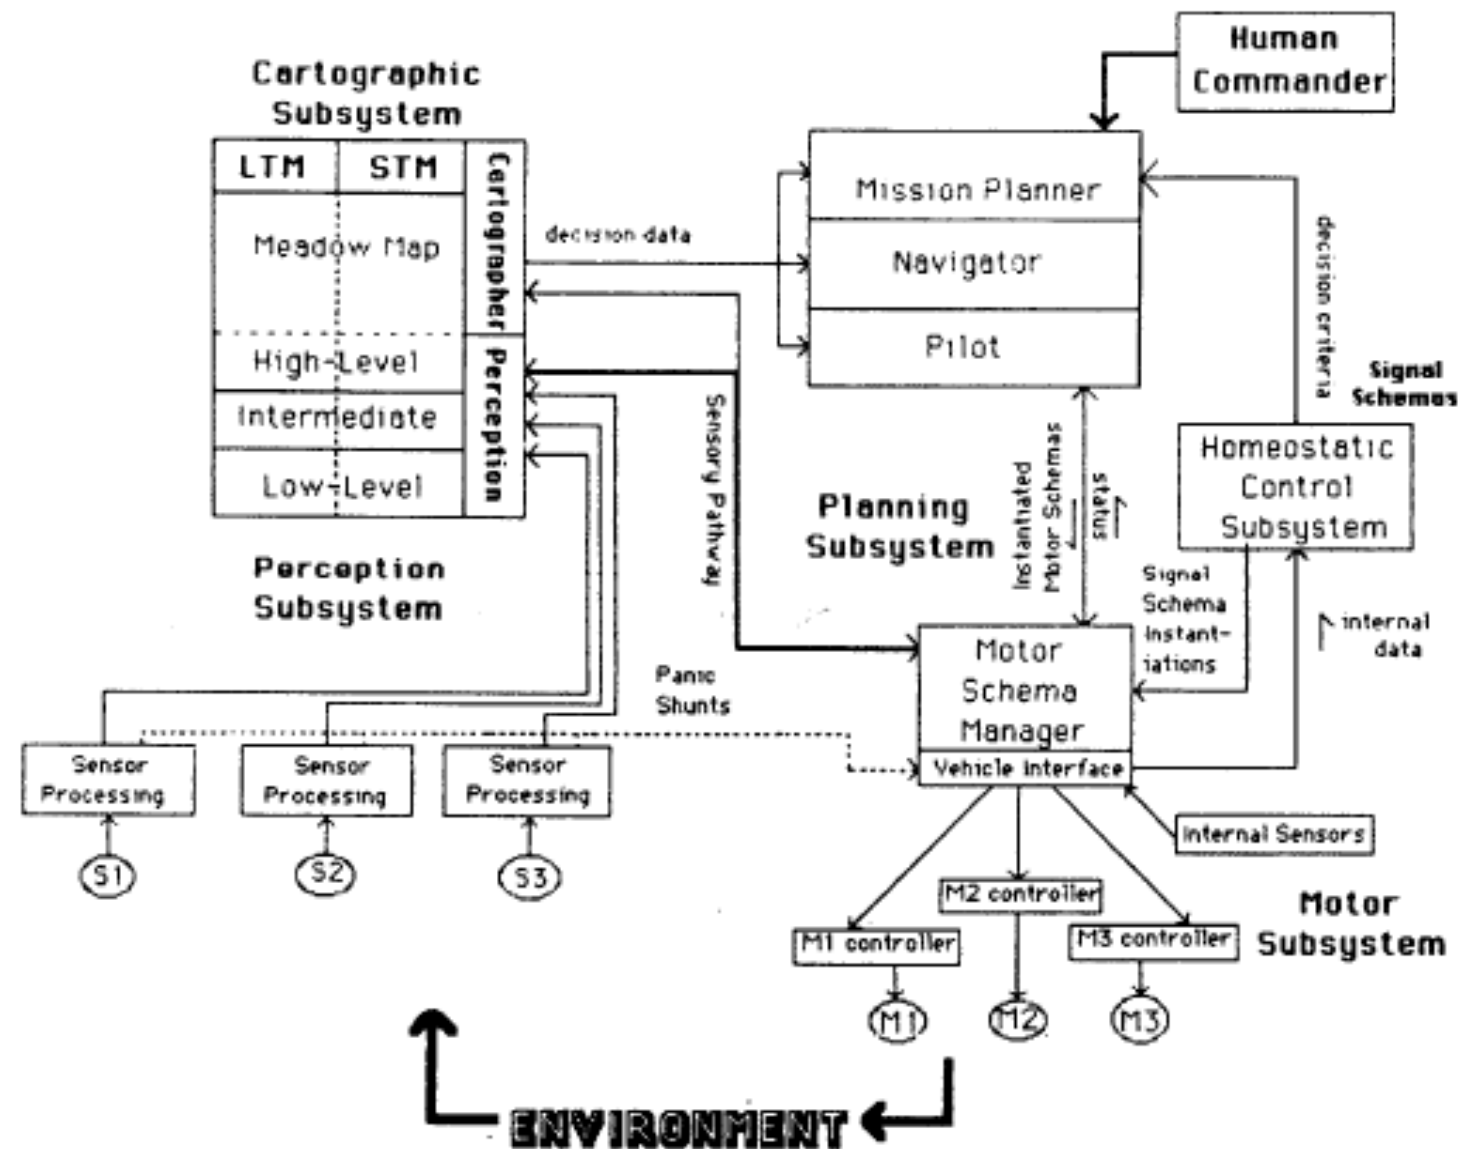 Human
Commander
Cartographic
Subsystem
LTM
STM
Cartographer
Meadow Map
High-Level
Intermediate
Low-Level
Perception
decision data
Mission Planner
Navigator
Pilot
decision criteria
Signal
Schemas
Homeostatic
Control
Subsystem
Sensory Pathway
Planning
Subsystem
Instantiated
Motor Schemas
status
Perception
Subsystem
Signal
Schema
Instant-
iations
internal
data
Panic
Shunts
Motor
Schema
Manager
Vehicle Interface
Sensor
Processing
Sensor
Processing
Sensor
Processing
Internal Sensors
S1
S2
S3
M2 controller
M1 controller
M3 controller
Motor
Subsystem
M1
M2
M3
ENVIRONMENT